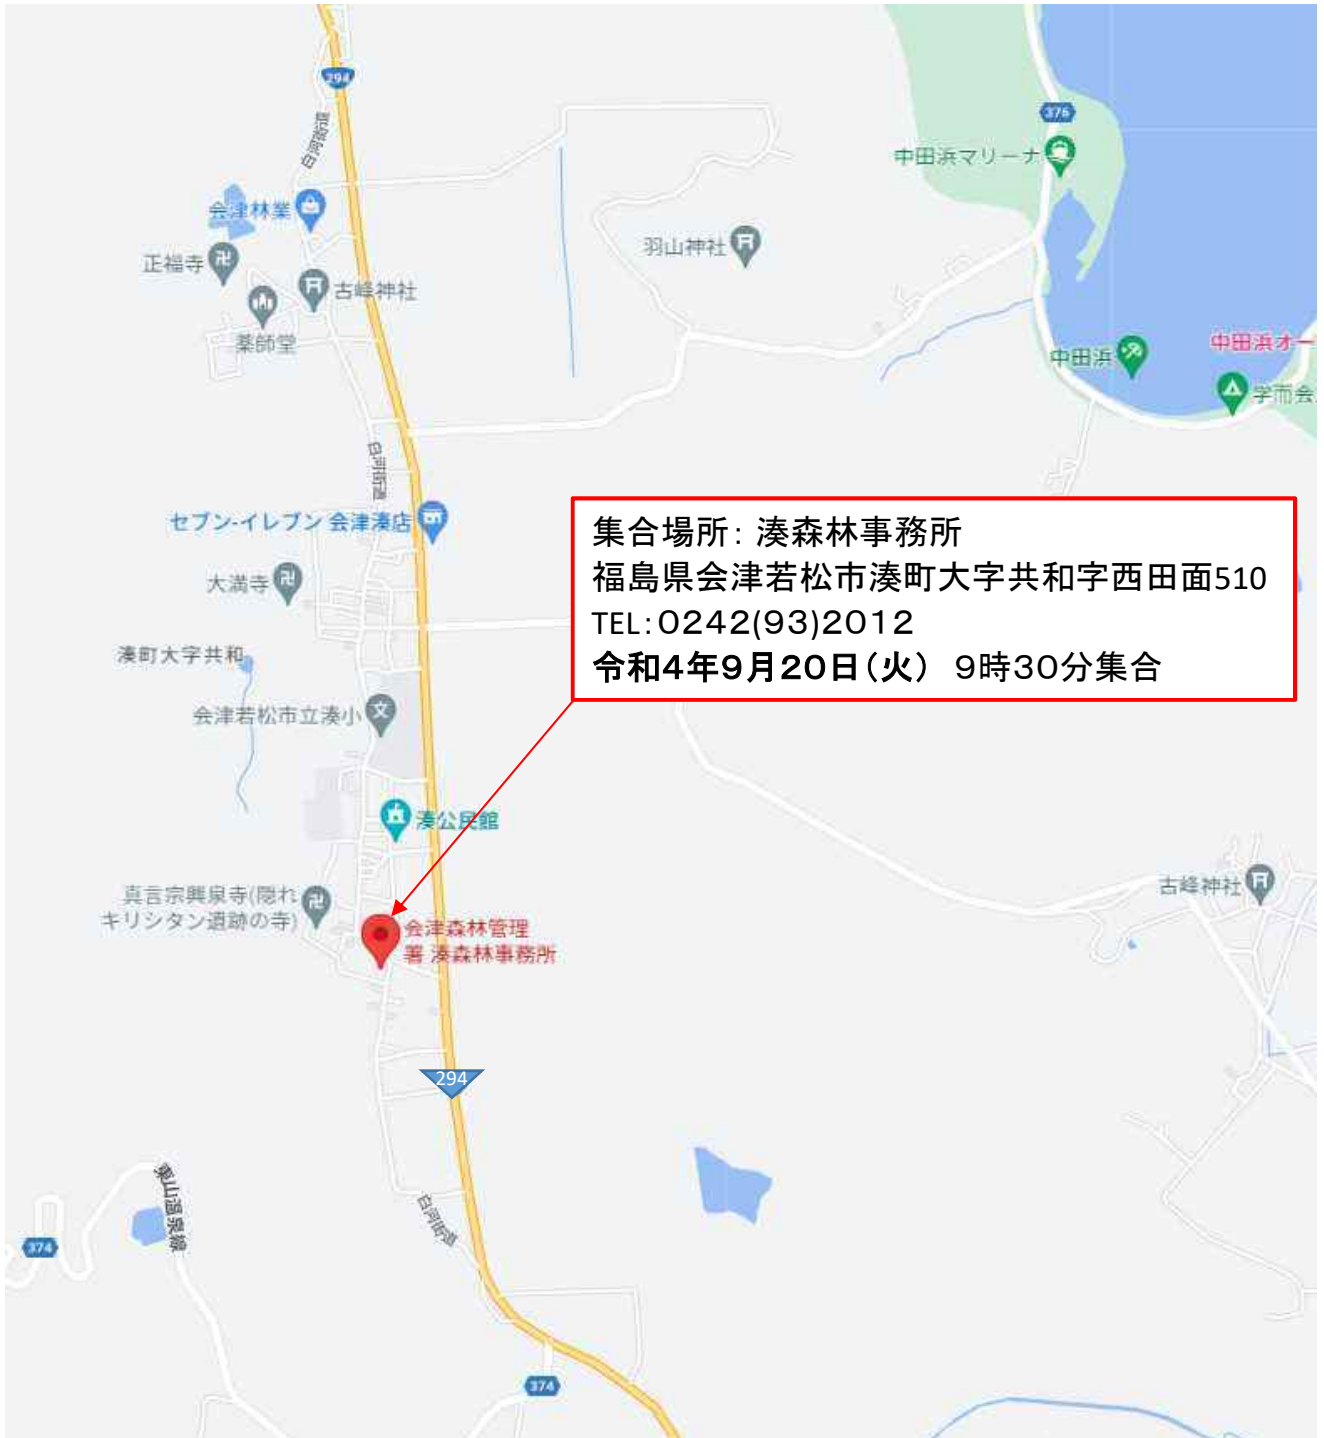 294
376
白河街道
中田浜マリーナ
会津林業
羽山神社
正福寺
古峰神社
薬師堂
中田浜オー
中田浜
学而会
白河街道
セブン-イレブン 会津湊店
集合場所：湊森林事務所
福島県会津若松市湊町大字共和字西田面510
TEL：0242(93)2012
令和4年9月20日（火） 9時30分集合
大満寺
湊町大字共和
会津若松市立湊小
湊公民館
古峰神社
真言宗興泉寺(隠れ
キリシタン遺跡の寺)
会津森林管理
署 湊森林事務所
294
東山温泉線
白河街道
374
374